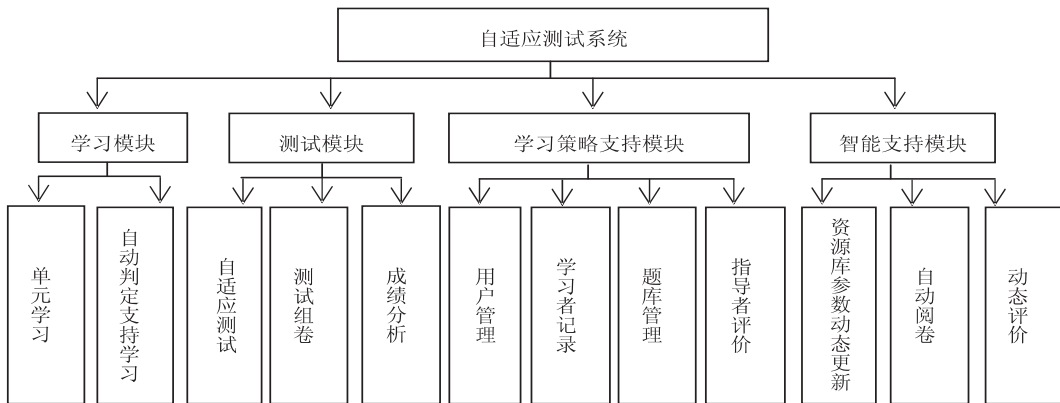 自适应测试系统
学习模块
测试模块
学习策略支持模块
智能支持模块
单元学习
自动判定支持学习
自适应测试
测试组卷
成绩分析
用户管理
学习者记录
题库管理
指导者评价
资源库参数动态更新
自动阅卷
动态评价